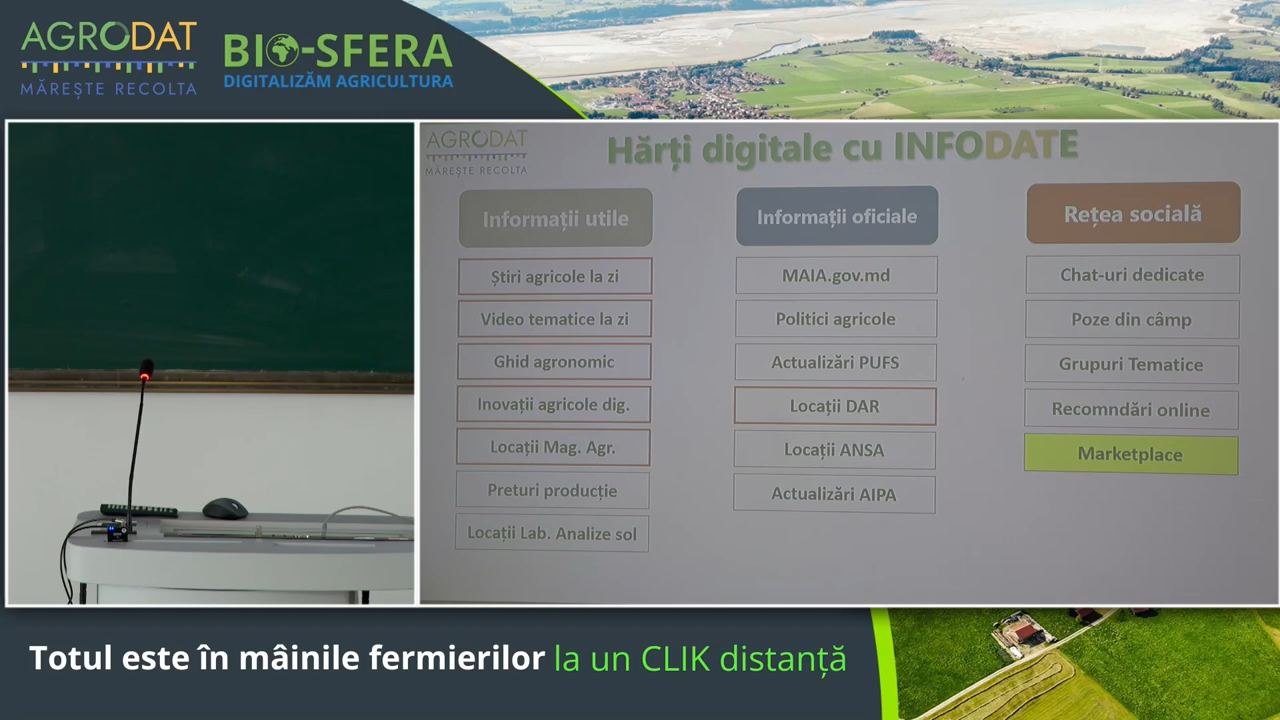 AGRODAT
MĂREȘTE RECOLTA
BIO-SFERA
DIGITALIZĂM AGRICULTURA
AGRODAT
MĂREȘTE RECOLTA
Hărți digitale cu INFODATE
Informații utile
Știri agricole la zi
Video tematice la zi
Ghid agronomic
Inovații agricole dig.
Locații Mag. Agr.
Preturi producție
Locații Lab. Analize sol
Informații oficiale
MAIA.gov.md
Politici agricole
Actualizări PUFS
Locații DAR
Locații ANSA
Actualizări AIPA
Rețea socială
Chat-uri dedicate
Poze din câmp
Grupuri Tematice
Recomndări online
Marketplace
Totul este în mâinile fermierilor la un CLIK distanță